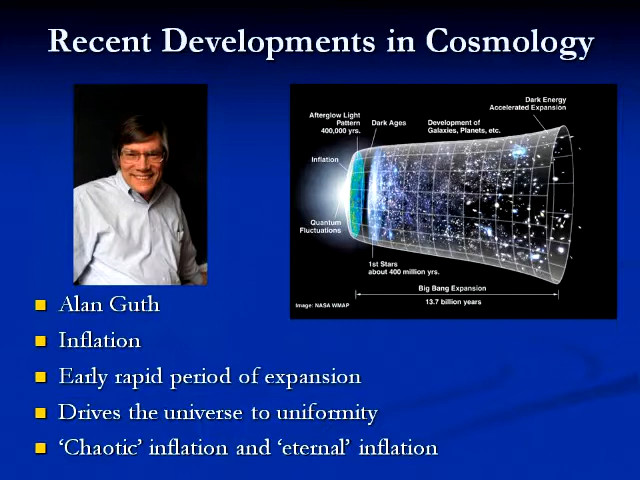 Recent Developments in Cosmology
Dark Energy
Accelerated Expansion
Afterglow Light
Pattern
400,000 yrs.
Dark Ages
Development of
Galaxies, Planets, etc.
Inflation
Quantum
Fluctuations
1st Stars
about 400 million yrs.
Big Bang Expansion
13.7 billion years
Image: NASA WMAP
Alan Guth
Inflation
Early rapid period of expansion
Drives the universe to uniformity
‘Chaotic’ inflation and ‘eternal’ inflation